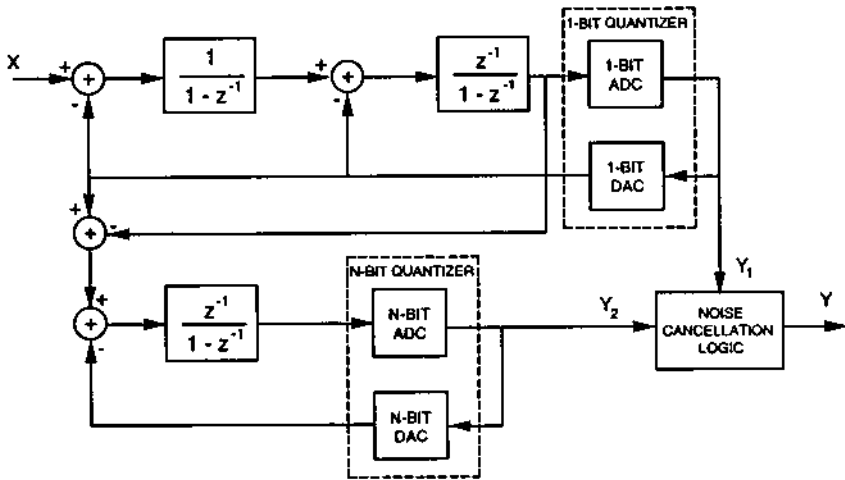 1-BIT QUANTIZER
X
+
+
-
1
1 - z⁻¹
+
+
-
z⁻¹
1 - z⁻¹
1-BIT
ADC
1-BIT
DAC
+
+
-
N-BIT QUANTIZER
Y₁
+
+
-
z⁻¹
1 - z⁻¹
N-BIT
ADC
Y₂
NOISE
CANCELLATION
LOGIC
Y
N-BIT
DAC